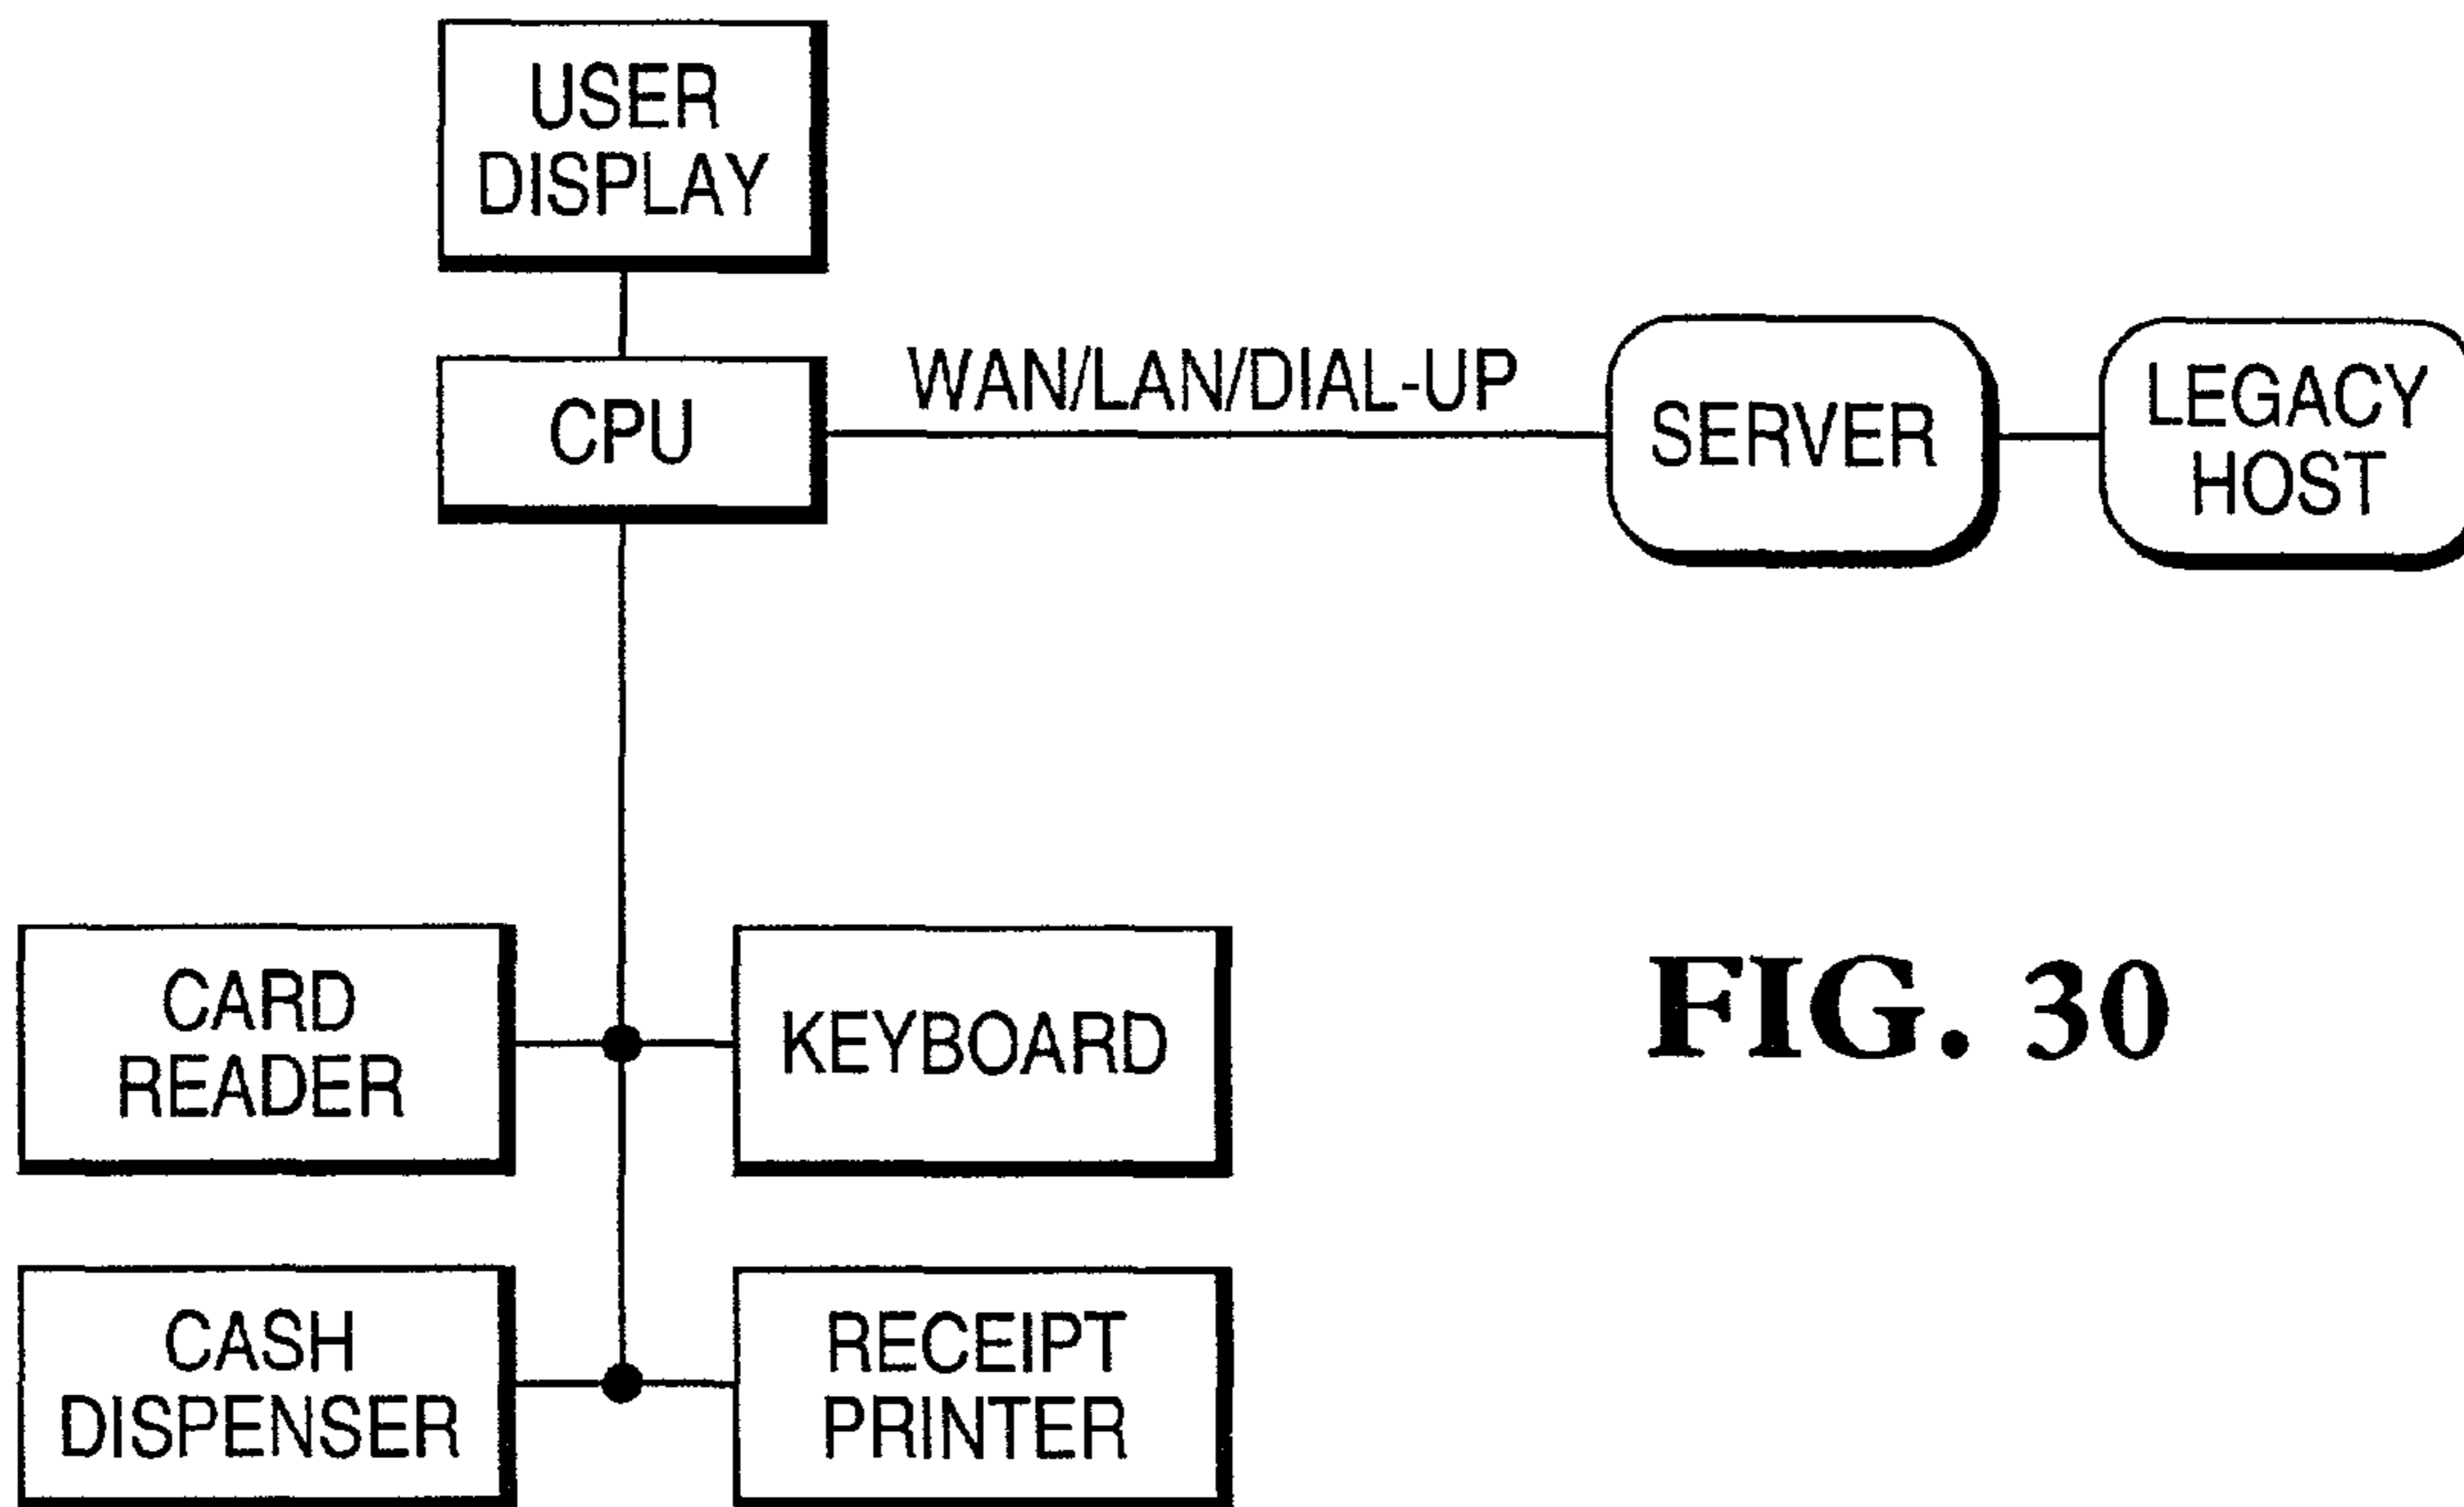 USER
DISPLAY
CPU
WAN/LAN/DIAL-UP
SERVER
LEGACY
HOST
CARD
READER
KEYBOARD
FIG. 30
CASH
DISPENSER
RECEIPT
PRINTER